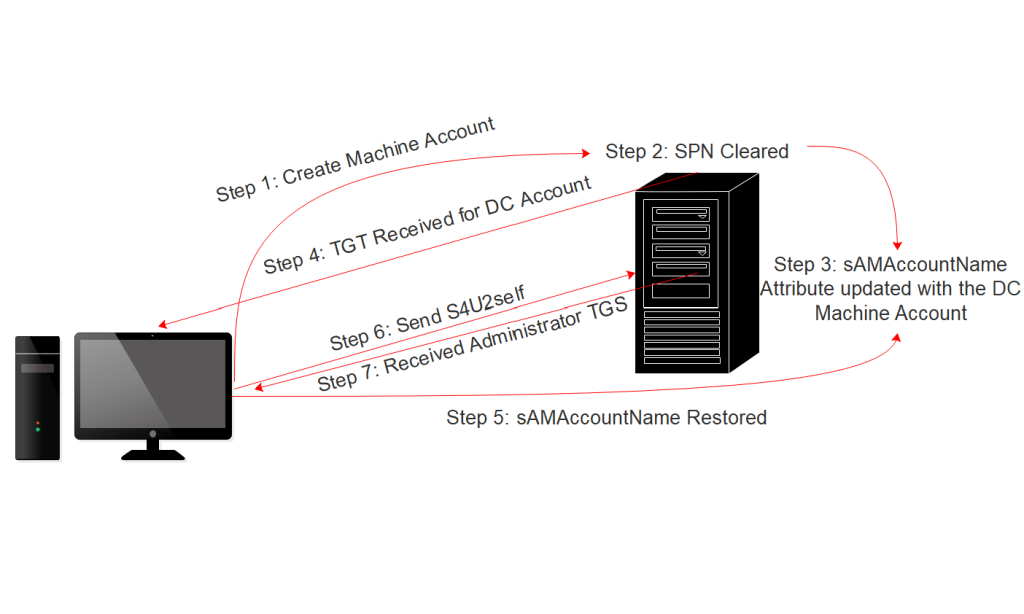 Step 1: Create Machine Account
Step 2: SPN Cleared
Step 3: sAMAccountName
Attribute updated with the DC
Machine Account
Step 4: TGT Received for DC Account
Step 6: Send S4U2self
Step 7: Received Administrator TGS
Step 5: sAMAccountName Restored